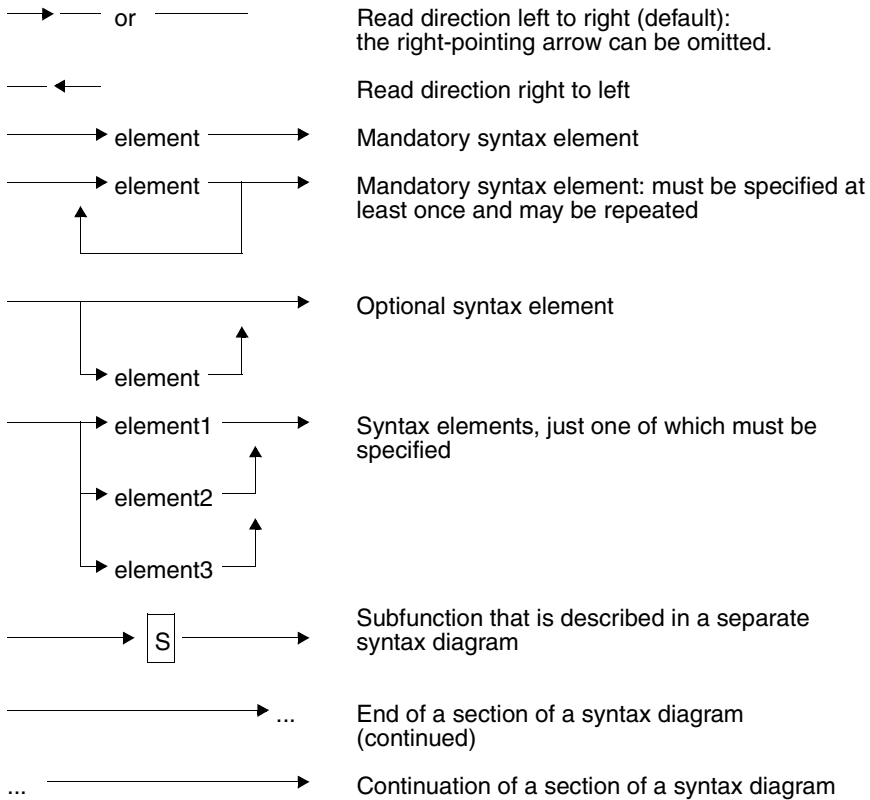 or Read direction left to right (default):
the right-pointing arrow can be omitted.
Read direction right to left
element Mandatory syntax element
element Mandatory syntax element: must be specified at
least once and may be repeated
Optional syntax element
element
element1 Syntax elements, just one of which must be
specified
element2
element3
Subfunction that is described in a separate
S syntax diagram
... End of a section of a syntax diagram
(continued)
... Continuation of a section of a syntax diagram